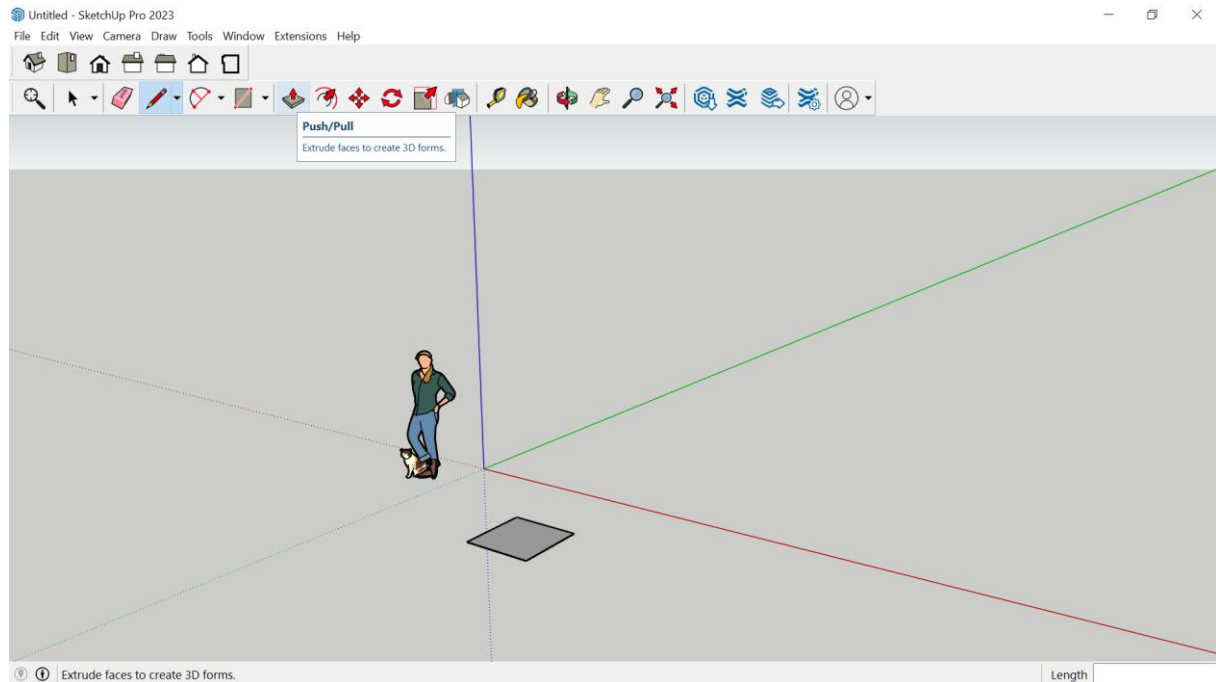 Untitled - SketchUp Pro 2023
File Edit View Camera Draw Tools Window Extensions Help
Push/Pull
Extrude faces to create 3D forms.
Extrude faces to create 3D forms.
Length